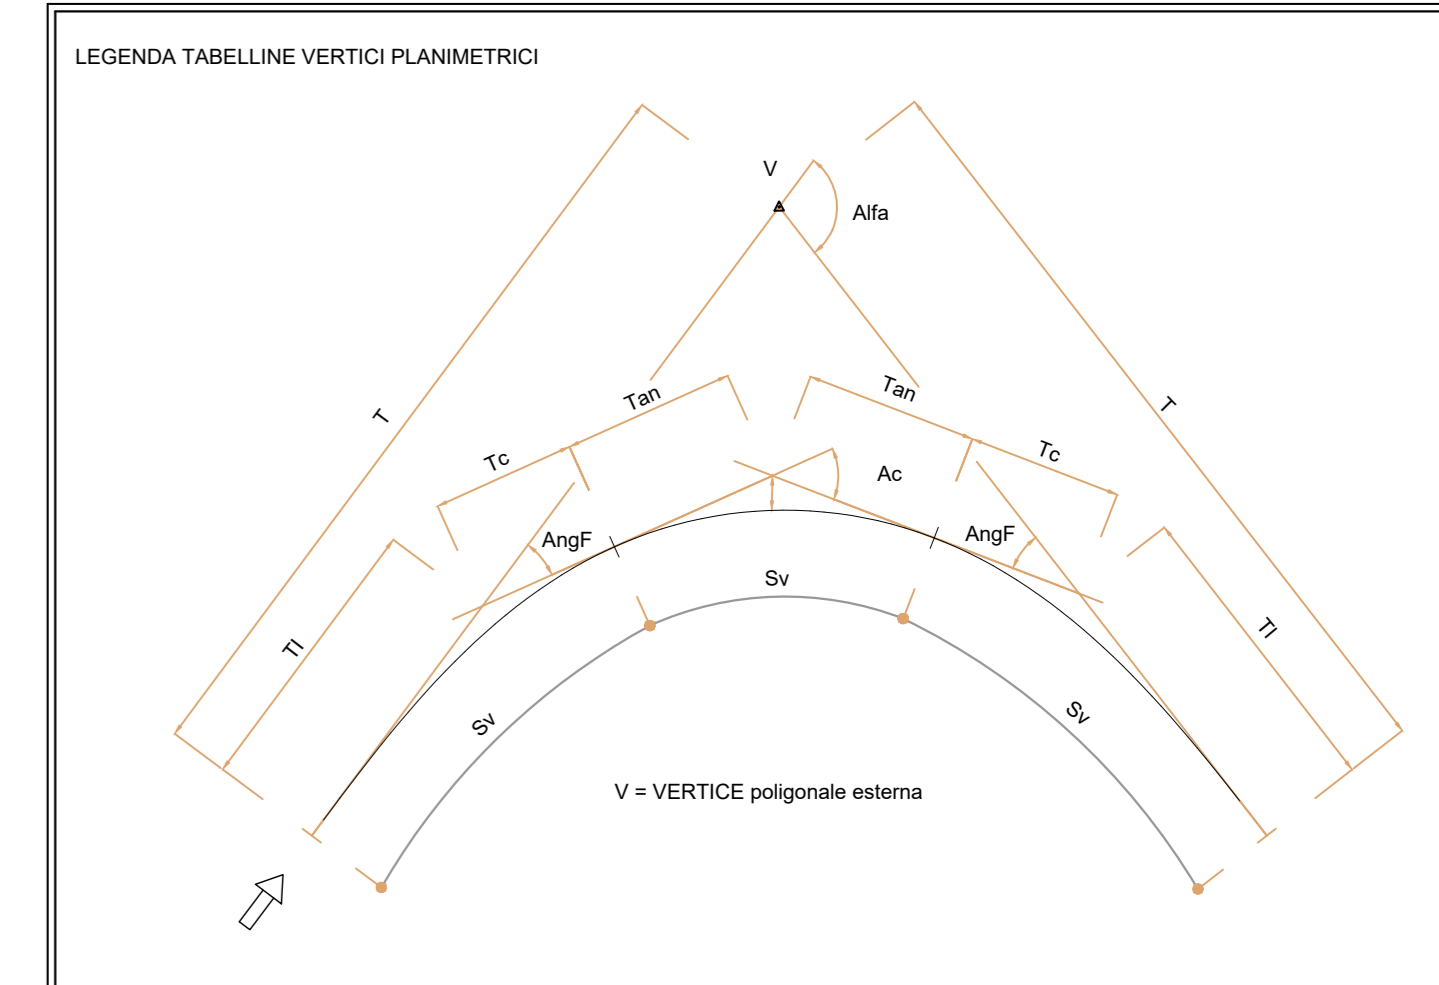 LEGENDA TABELLINE VERTICI PLANIMETRICI
V
Alfa
T
T
Tan
Tan
Tc
Tc
Ac
AngF
AngF
Sv
Tl
Tl
Sv
Sv
V = VERTICE poligonale esterna